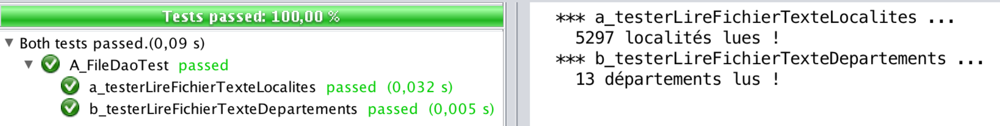 Tests passed: 100,00 %
Both tests passed.(0,09 s)
A_FileDaoTest passed
a_testerLireFichierTexteLocalites passed (0,032 s)
b_testerLireFichierTexteDepartements passed (0,005 s)
*** a_testerLireFichierTexteLocalites ...
5297 localités lues !
*** b_testerLireFichierTexteDepartements ...
13 départements lus !